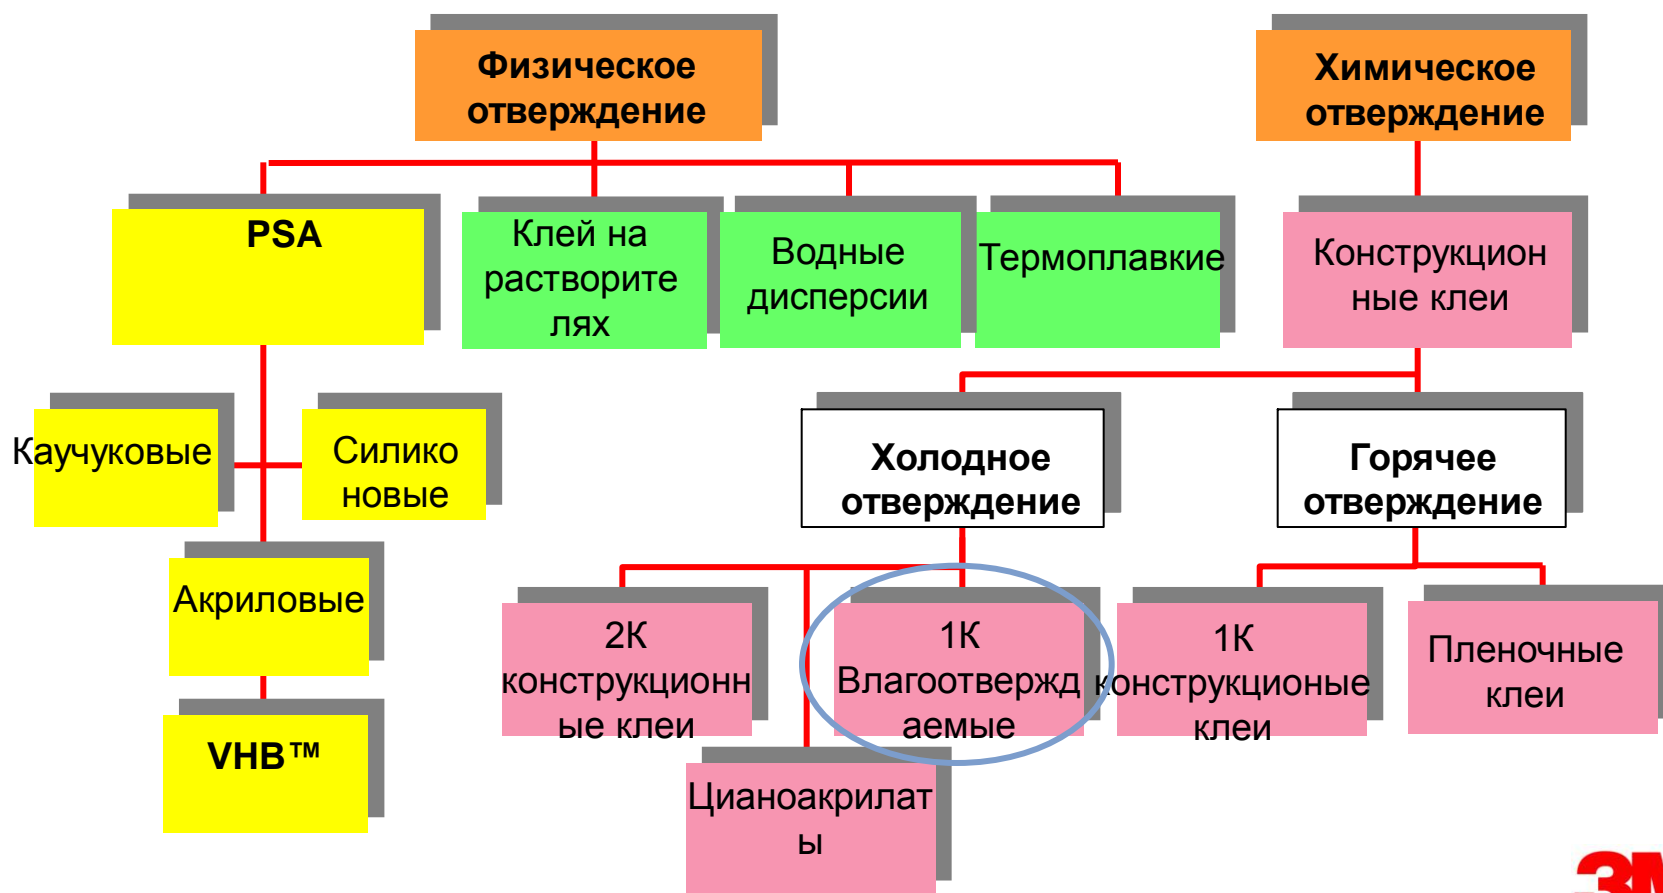 Физическое
отверждение
Химическое
отверждение
PSA
Клей на
растворите
лях
Водные
дисперсии
Термоплавкие
Конструкцион
ные клеи
Каучуковые
Силико
новые
Холодное
отверждение
Горячее
отверждение
Акриловые
2К
конструкционн
ые клеи
1К
Влагоотвержд
аемые
1К
конструкционые
клеи
Пленочные
клеи
VHB™
Цианоакрилат
ы
3M